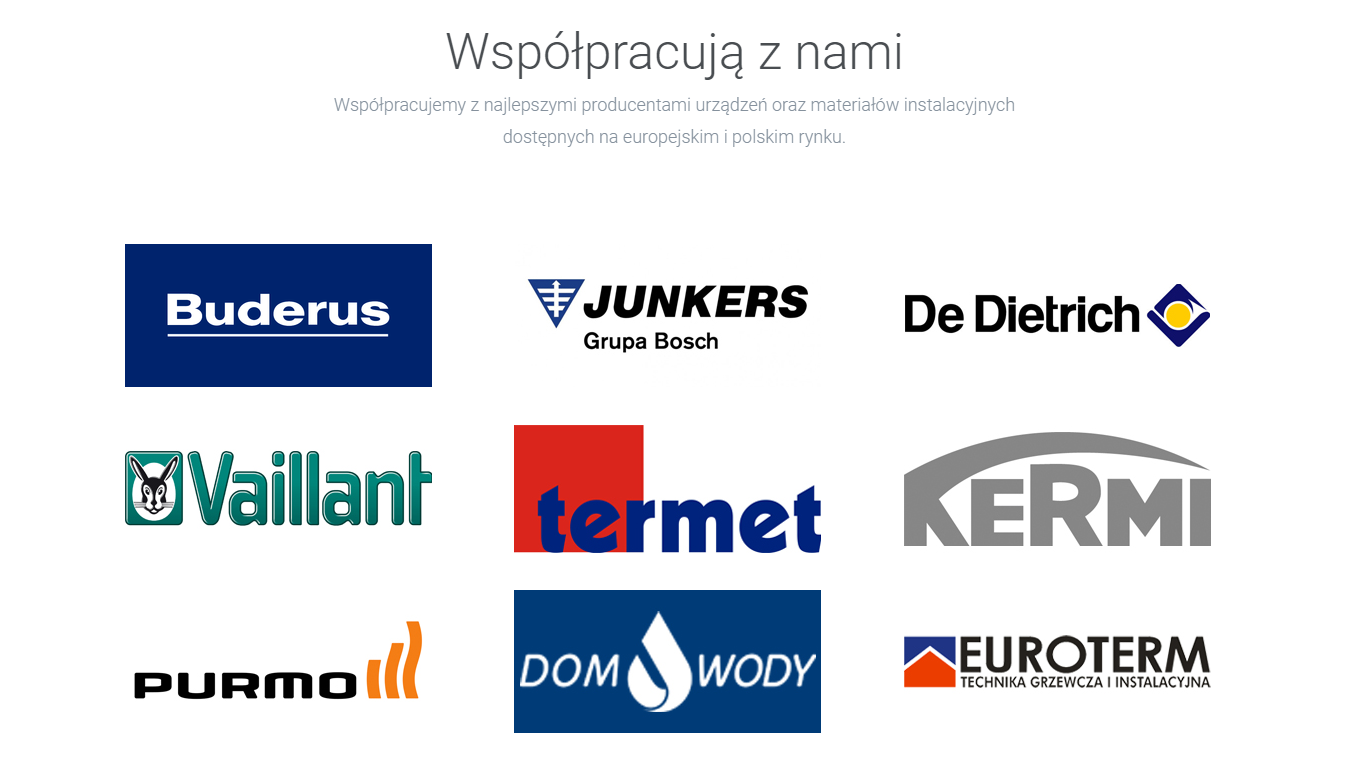 Współpracują z nami
Współpracujemy z najlepszymi producentami urządzeń oraz materiałów instalacyjnych
dostępnych na europejskim i polskim rynku.
Buderus
JUNKERS
Grupa Bosch
De Dietrich
Vaillant
termet
KERMI
PURMO
DOM WODY
EUROTERM
TECHNIKA GRZEWCZA I INSTALACYJNA